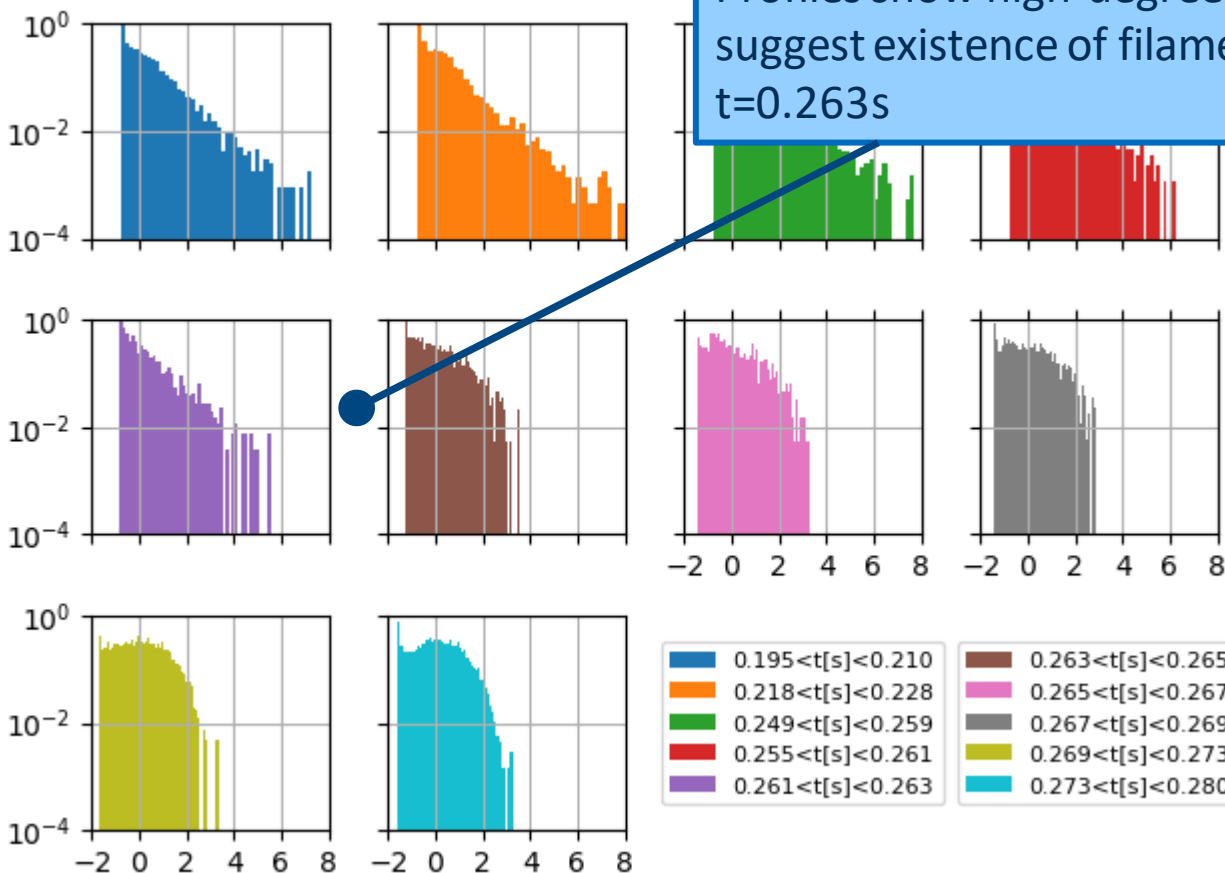 Profiles show high degree
suggest existence of
t=0.263s
10^0
10^−2
10^−4
10^0
10^−2
10^−4
−2 0 2 4 6 8
−2 0 2 4 6 8
10^0
10^−2
10^−4
−2 0 2 4 6 8
−2 0 2 4 6 8
0.195<t[s]<0.210
0.218<t[s]<0.228
0.249<t[s]<0.259
0.255<t[s]<0.261
0.261<t[s]<0.263
0.263<t[s]<0.265
0.265<t[s]<0.267
0.267<t[s]<0.269
0.269<t[s]<0.273
0.273<t[s]<0.280